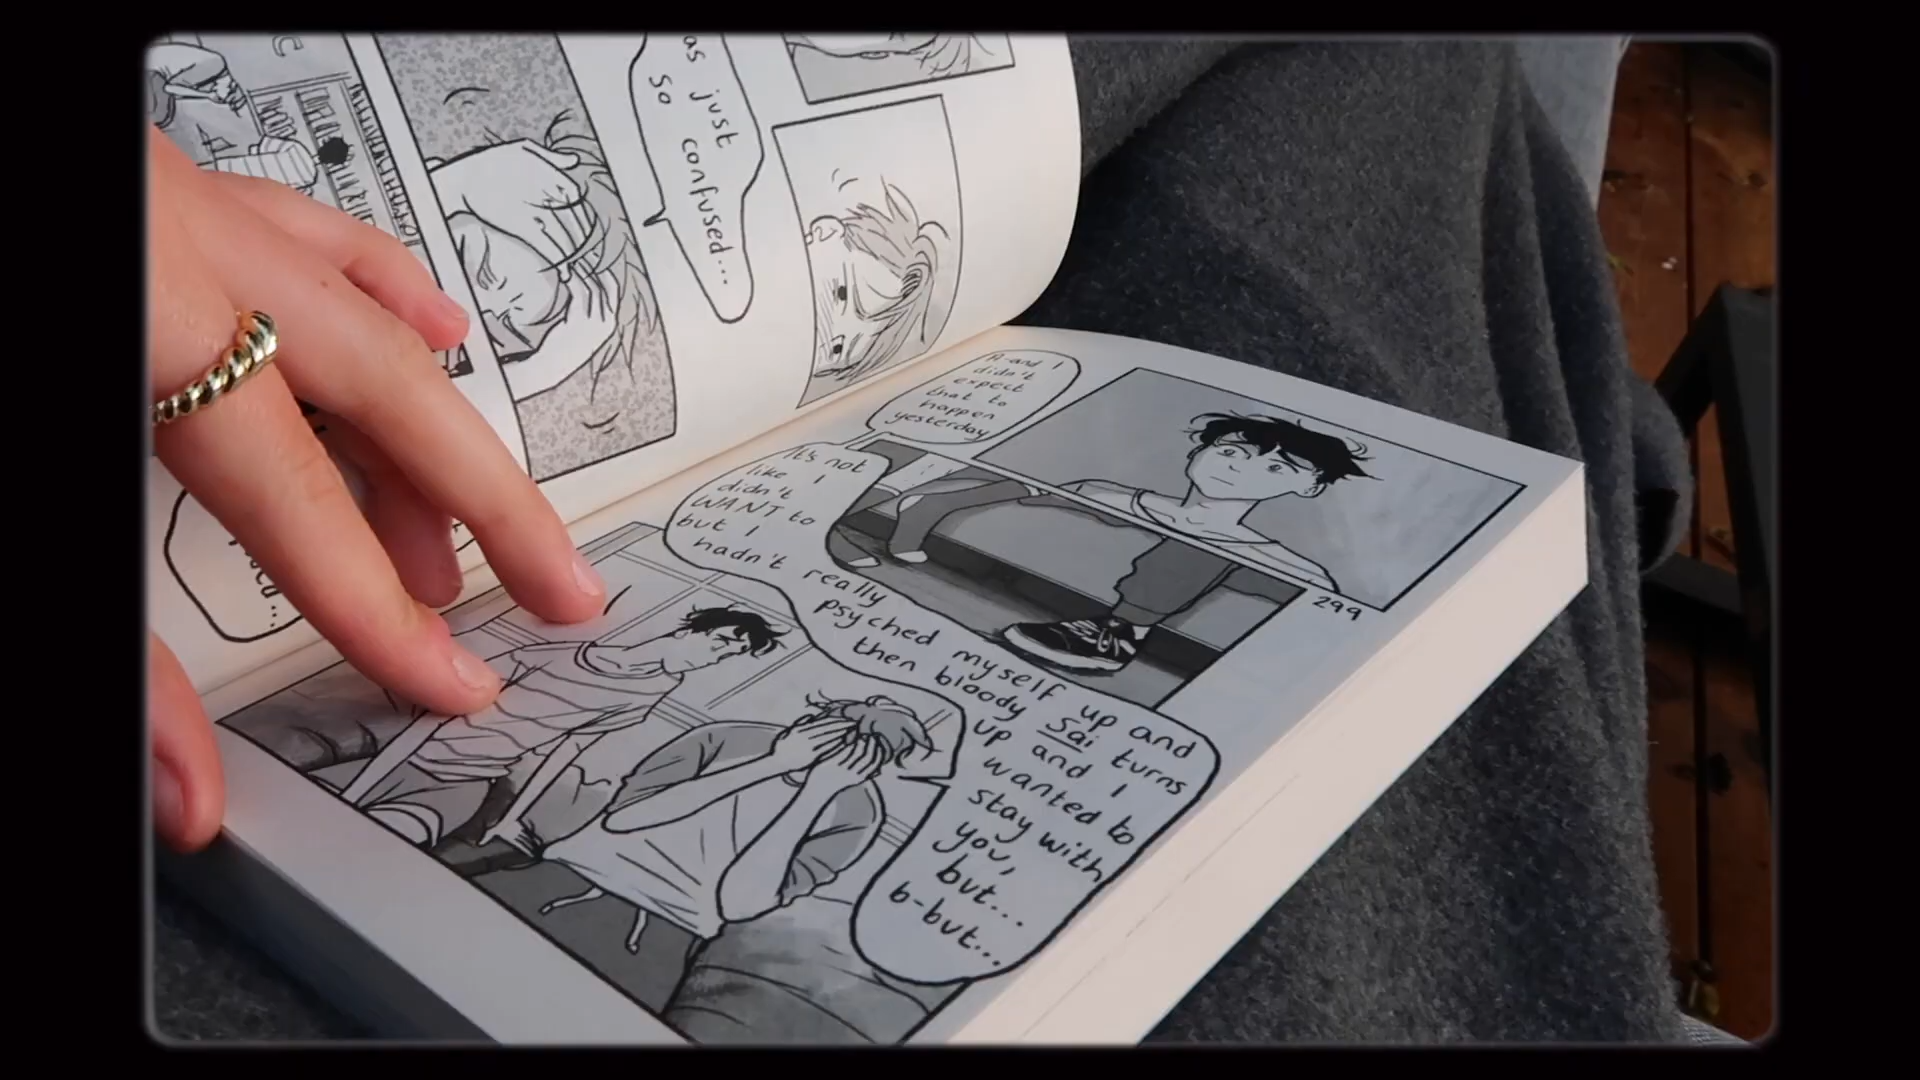 as just
so confused...
A-and I
didn't
expect
that to
happen
yesterday
It's not
like I
didn't
WANT to
but I
hadn't really
psyched myself up and
then bloody Sai turns
up and I
wanted to
stay with
you,
but...
b-but...
299